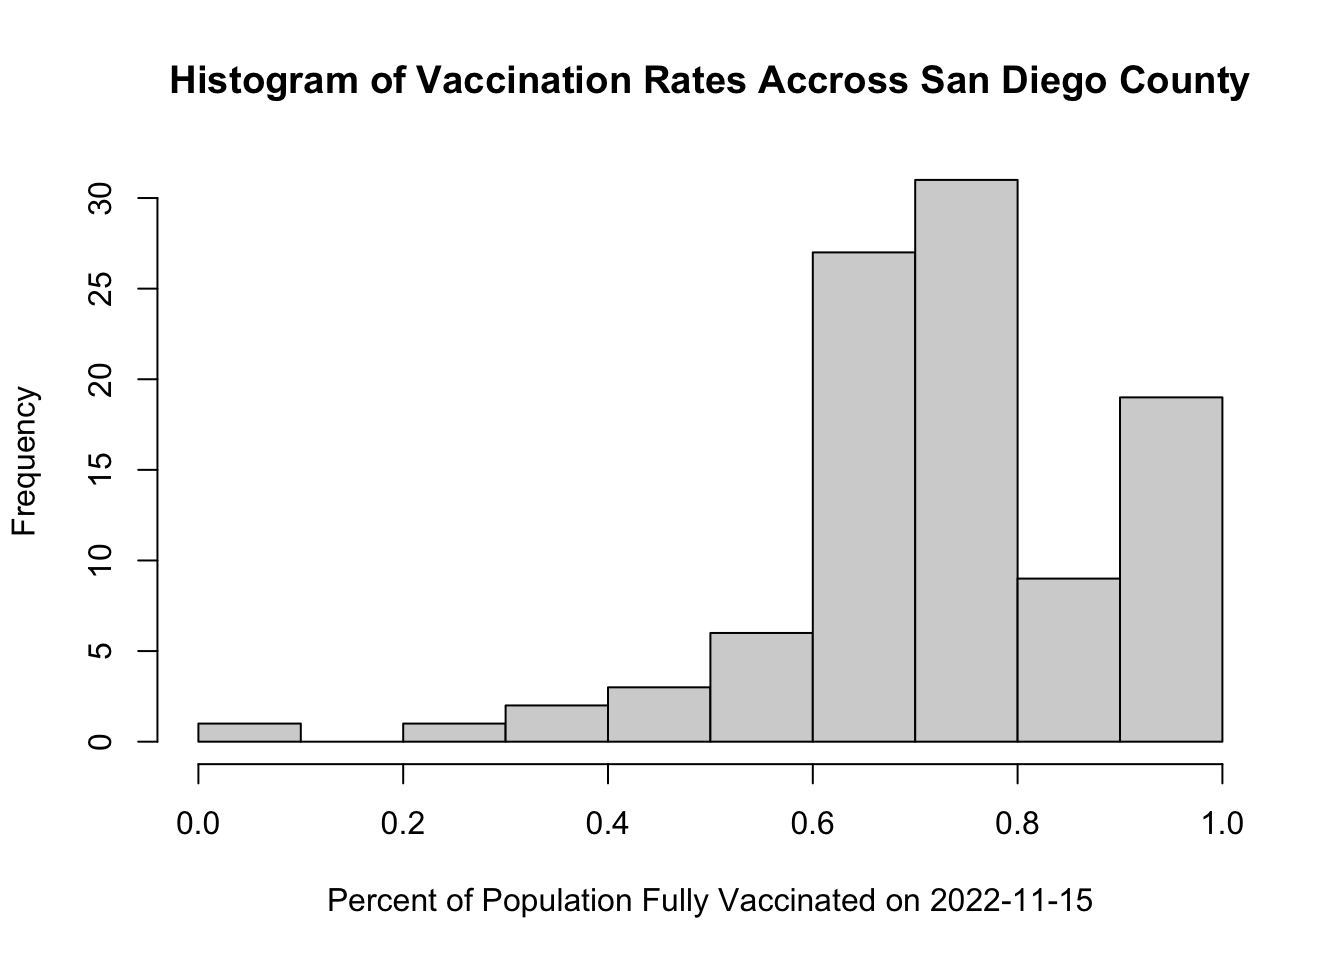 Histogram of Vaccination Rates Accross San Diego County
30
25
20
15
10
5
0
Frequency
0.0 0.2 0.4 0.6 0.8 1.0
Percent of Population Fully Vaccinated on 2022-11-15